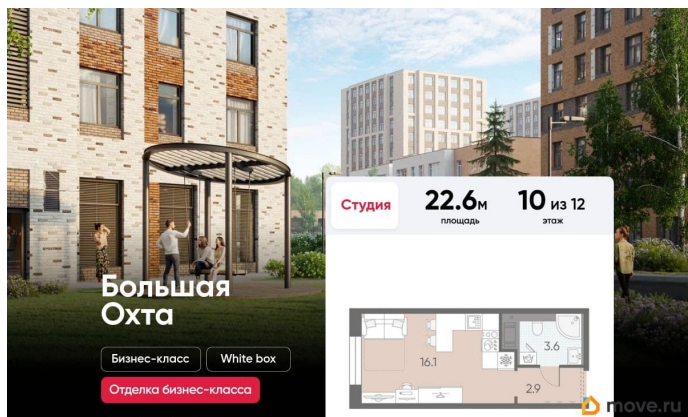 Студия
22.6м
площадь
10 из 12
этаж
Большая
Охта
Бизнес-класс
White box
Отделка бизнес-класса
16.1
3.6
2.9
move.ru